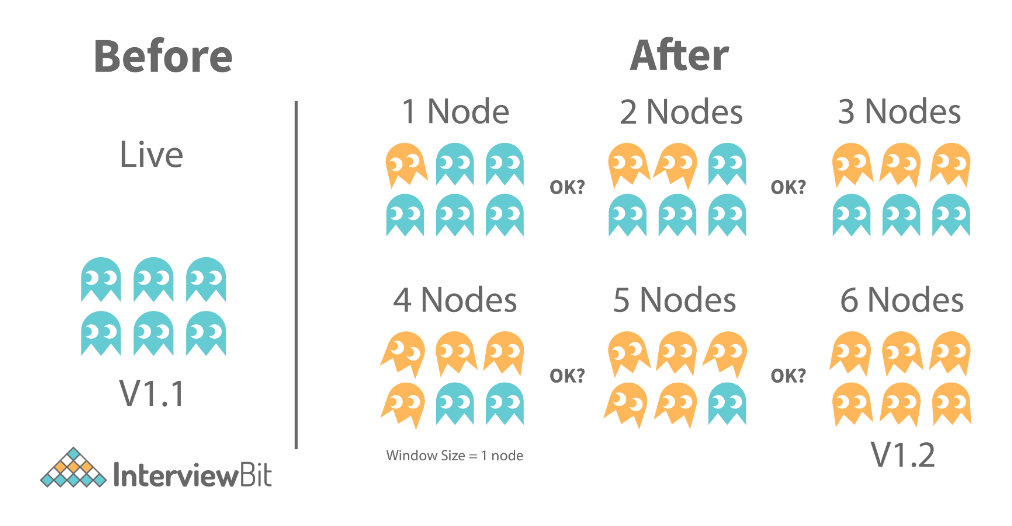 Before
Live
V1.1
InterviewBit
After
1 Node
2 Nodes
3 Nodes
OK?
OK?
4 Nodes
5 Nodes
6 Nodes
OK?
OK?
Window Size = 1 node
V1.2